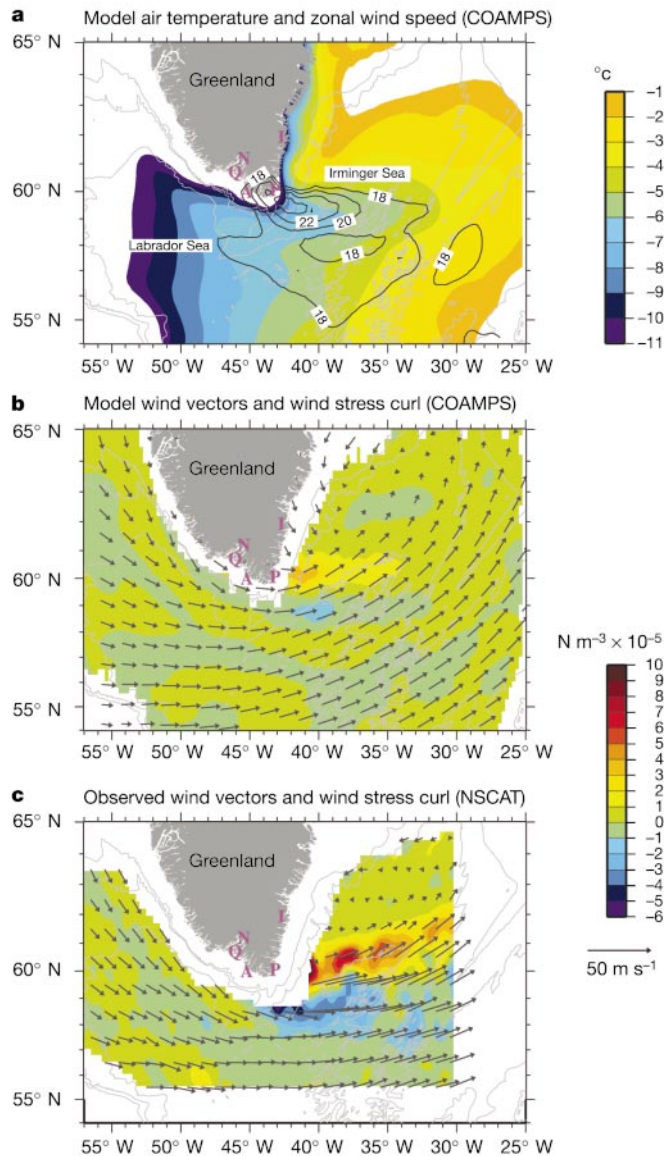 a Model air temperature and zonal wind speed (COAMPS)
65° N
60° N
55° N
Greenland
I
N
Q
A
18
Irminger Sea
18
22
20
18
18
18
Labrador Sea
55° W 50° W 45° W 40° W 35° W 30° W 25° W
°C
–1
–2
–3
–4
–5
–6
–7
–8
–9
–10
–11
b Model wind vectors and wind stress curl (COAMPS)
65° N
60° N
55° N
Greenland
I
N
Q
A P
55° W 50° W 45° W 40° W 35° W 30° W 25° W
c Observed wind vectors and wind stress curl (NSCAT)
65° N
60° N
55° N
Greenland
I
N
Q
A P
55° W 50° W 45° W 40° W 35° W 30° W 25° W
N m–3 × 10–5
10
9
8
7
6
5
4
3
2
1
0
–1
–2
–3
–4
–5
–6
50 m s–1